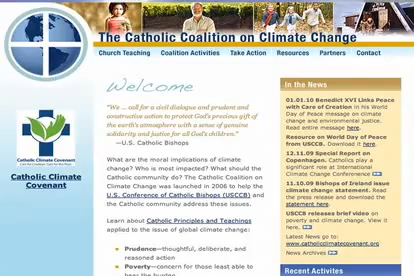 The Catholic Coalition on Climate Change
Church Teaching Coalition Activities Take Action Resources Partners Contact
Welcome
"We ... call for a civil dialogue and prudent and
constructive action to protect God's precious gift of
the earth's atmosphere with a sense of genuine
solidarity and justice for all God's children."
—U.S. Catholic Bishops
What are the moral implications of climate
change? Who is most impacted? What should the
Catholic community do? The Catholic Coalition on
Climate Change was launched in 2006 to help the
U.S. Conference of Catholic Bishops (USCCB) and
the Catholic community address these issues.
Learn about Catholic Principles and Teachings
applied to the issue of global climate change:
• Prudence—thoughtful, deliberate, and
reasoned action
• Poverty—concern for those least able to
bear the burden
Catholic Climate Covenant
Catholic Climate
Covenant
In the News
01.01.10 Benedict XVI Links Peace
with Care of Creation in his World
Day of Peace message on climate
change and environmental justice.
Read entire message here.
Resource on World Day of Peace
from USCCB. Download it here.
12.11.09 Special Report on
Copenhagen. Catholics play a
significant role at International
Climate Change Conference
11.10.09 Bishops of Ireland issue
climate change statement. Read
the press release and download the
statement here.
USCCB releases brief video on
poverty and climate change. View it
here.
Latest News go to:
www.catholicclimatecovenant.org
News Archives
Recent Activites